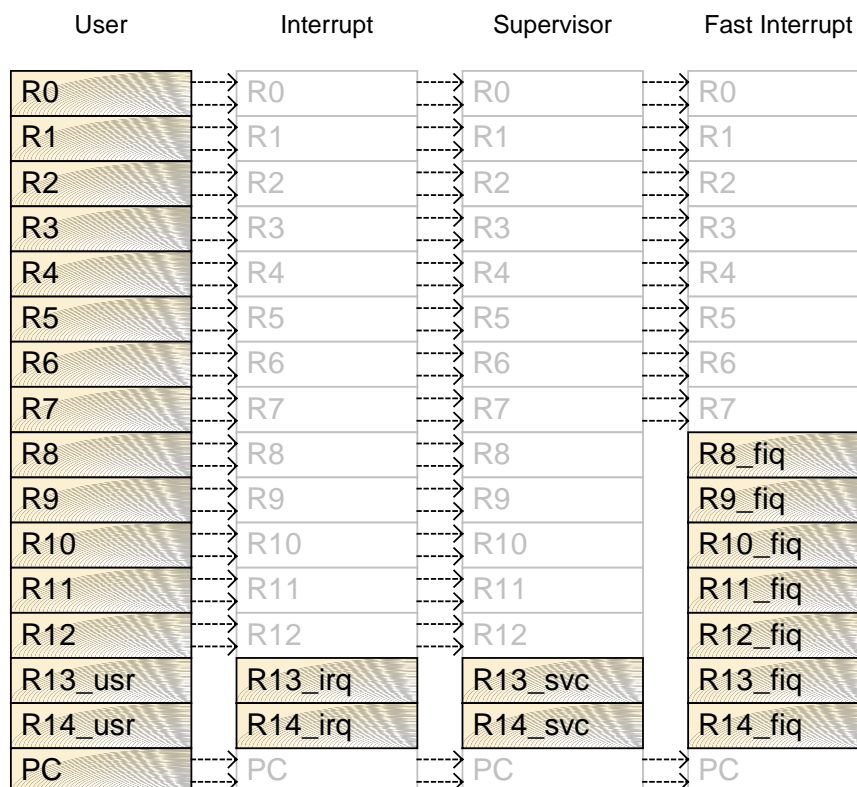 User Interrupt Supervisor Fast Interrupt
R0 R0 R0 R0
R1 R1 R1 R1
R2 R2 R2 R2
R3 R3 R3 R3
R4 R4 R4 R4
R5 R5 R5 R5
R6 R6 R6 R6
R7 R7 R7 R7
R8 R8 R8 R8_fiq
R9 R9 R9 R9_fiq
R10 R10 R10 R10_fiq
R11 R11 R11 R11_fiq
R12 R12 R12 R12_fiq
R13_usr R13_irq R13_svc R13_fiq
R14_usr R14_irq R14_svc R14_fiq
PC PC PC PC